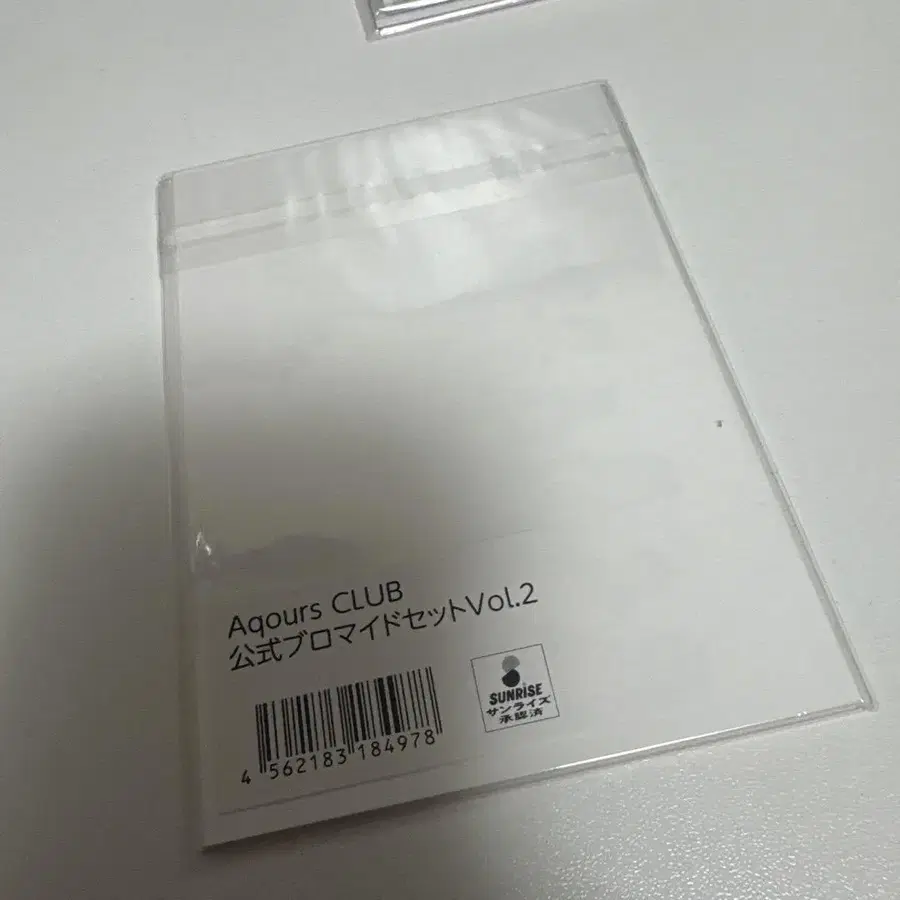 Aqours CLUB
公式ブロマイドセットVol.2
4 562183 184978
SUNRISE
サンライズ
承認済